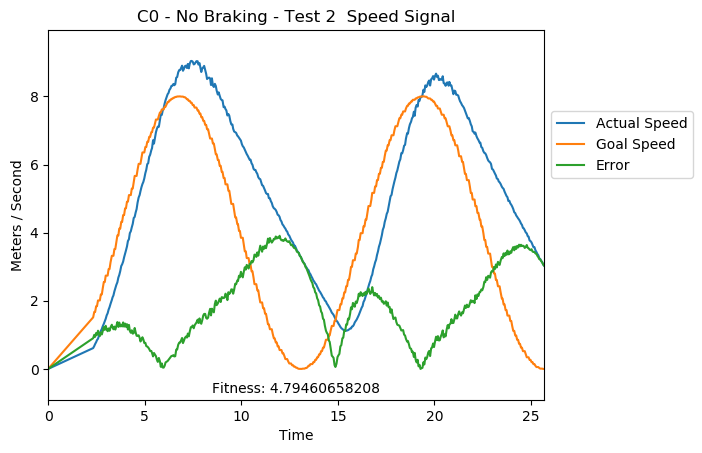 C0 - No Braking - Test 2  Speed Signal
Meters / Second
8
6
4
2
0
Actual Speed
Goal Speed
Error
Fitness: 4.79460658208
0 5 10 15 20 25
Time